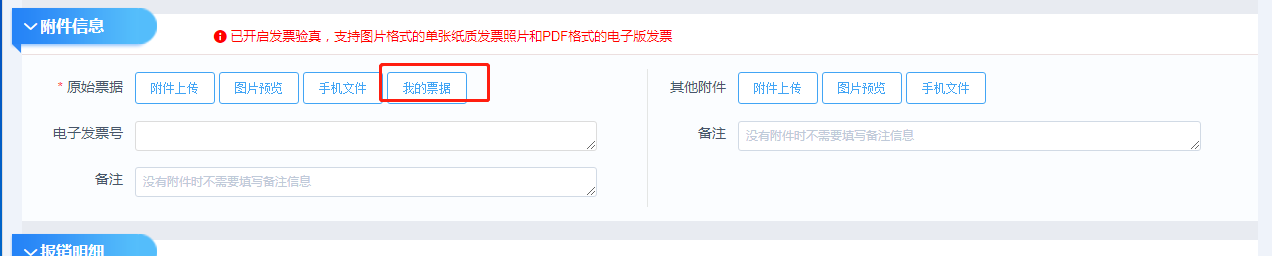 附件信息
已开启发票验真，支持图片格式的单张纸质发票照片和PDF格式的电子版发票
* 原始票据 附件上传 图片预览 手机文件 我的票据
其他附件 附件上传 图片预览 手机文件
电子发票号
备注 没有附件时不需要填写备注信息
备注 没有附件时不需要填写备注信息
报销明细